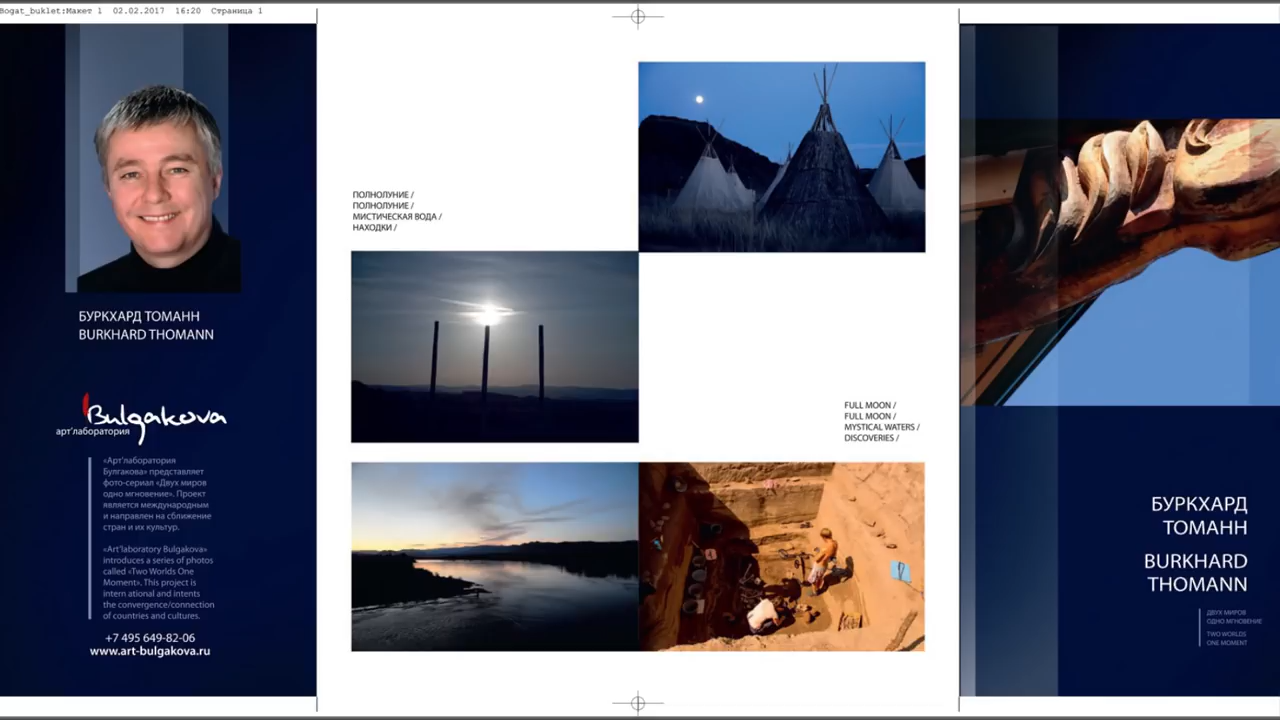 Bogat_buklet:Макет 1 02.02.2017 16:20 Страница 1
БУРКХАРД ТОМАНН
BURKHARD THOMANN
Bulgakova
арт'лаборатория
«Арт'лаборатория
Булгакова» представляет
фото-сериал «Двух миров
одно мгновение». Проект
является международным
и направлен на сближение
стран и их культур.
«Art'laboratory Bulgakova»
introduces a series of photos
called «Two Worlds One
Moment». This project is
intern ational and intents
the convergence/connection
of countries and cultures.
+7 495 649-82-06
www.art-bulgakova.ru
ПОЛНОЛУНИЕ /
ПОЛНОЛУНИЕ /
МИСТИЧЕСКАЯ ВОДА /
НАХОДКИ /
FULL MOON /
FULL MOON /
MYSTICAL WATERS /
DISCOVERIES /
БУРКХАРД
ТОМАНН
BURKHARD
THOMANN
ДВУХ МИРОВ
ОДНО МГНОВЕНИЕ
TWO WORLDS
ONE MOMENT